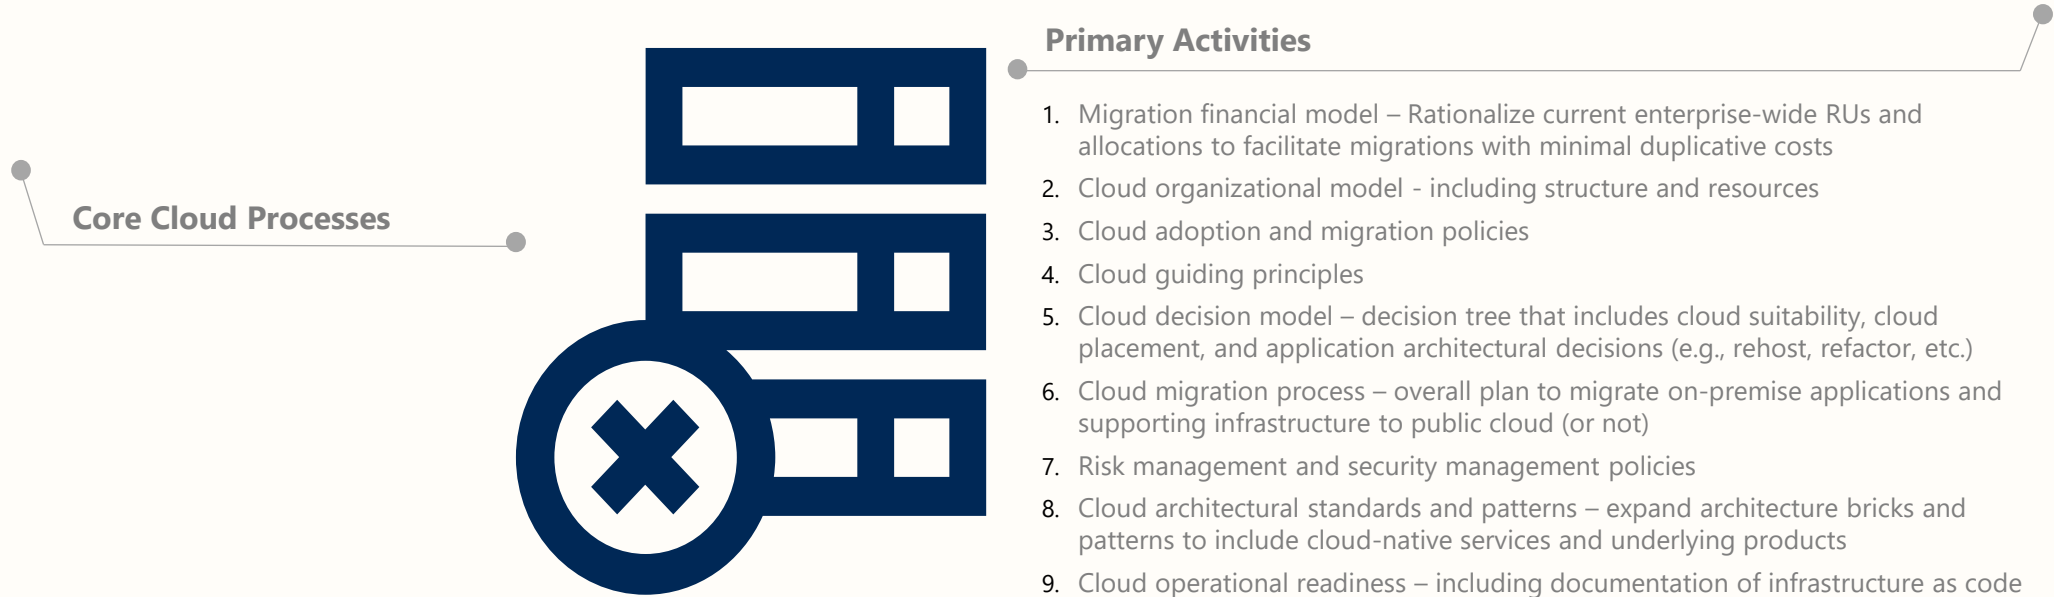 Core Cloud Processes
Primary Activities
1. Migration financial model – Rationalize current enterprise-wide RUs and
allocations to facilitate migrations with minimal duplicative costs
2. Cloud organizational model - including structure and resources
3. Cloud adoption and migration policies
4. Cloud guiding principles
5. Cloud decision model – decision tree that includes cloud suitability, cloud
placement, and application architectural decisions (e.g., rehost, refactor, etc.)
6. Cloud migration process – overall plan to migrate on-premise applications and
supporting infrastructure to public cloud (or not)
7. Risk management and security management policies
8. Cloud architectural standards and patterns – expand architecture bricks and
patterns to include cloud-native services and underlying products
9. Cloud operational readiness – including documentation of infrastructure as code